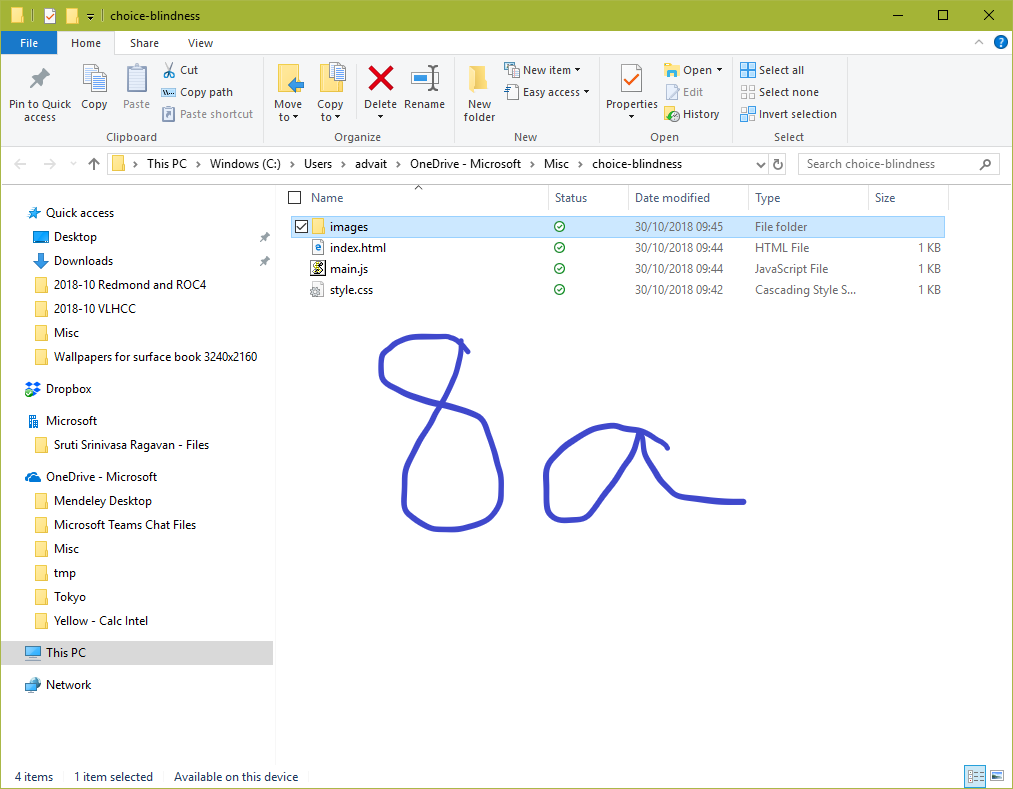 choice-blindness
File Home Share View
Pin to Quick access Copy Paste Cut Copy path Paste shortcut Move to Copy to Delete Rename New folder New item Easy access Properties Open Edit History Select all Select none Invert selection
Clipboard Organize New Open Select
This PC > Windows (C:) > Users > advait > OneDrive - Microsoft > Misc > choice-blindness Search choice-blindness
Quick access
Desktop
Downloads
2018-10 Redmond and ROC4
2018-10 VLHCC
Misc
Wallpapers for surface book 3240x2160
Dropbox
Microsoft
Sruti Srinivasa Ragavan - Files
OneDrive - Microsoft
Mendeley Desktop
Microsoft Teams Chat Files
Misc
tmp
Tokyo
Yellow - Calc Intel
This PC
Network
Name Status Date modified Type Size
images 30/10/2018 09:45 File folder
index.html 30/10/2018 09:44 HTML File 1 KB
main.js 30/10/2018 09:44 JavaScript File 1 KB
style.css 30/10/2018 09:42 Cascading Style S... 1 KB
8a
4 items 1 item selected Available on this device